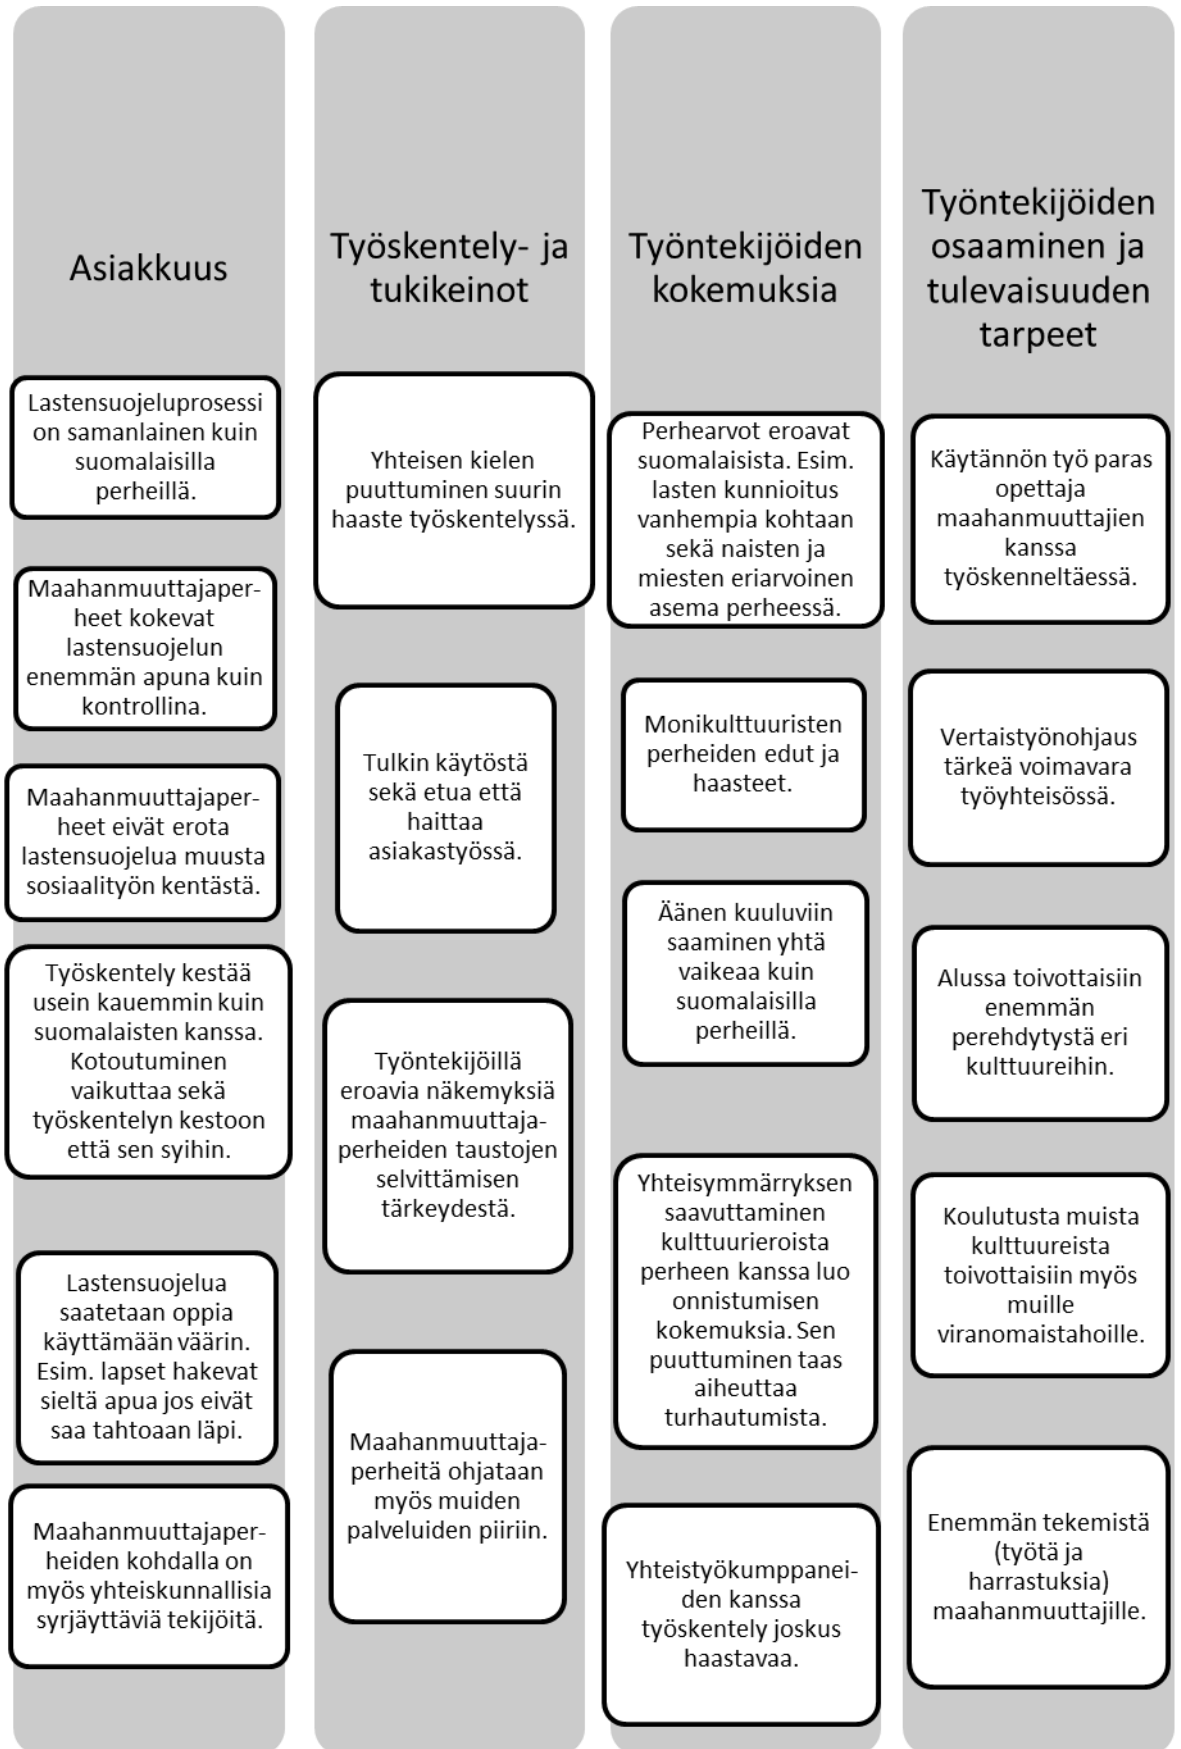 Asiakkuus
Lastensuojeluprosessi
on samanlainen kuin
suomalaisilla
perheillä.
Maahanmuuttajaper-
heet kokevat
lastensuojelun
enemmän apuna kuin
kontrollina.
Maahanmuuttajaper-
heet eivät erota
lastensuojelua muusta
sosiaalityön kentästä.
Työskentely kestää
usein kauemmin kuin
suomalaisten kanssa.
Kotoutuminen
vaikuttaa sekä
työskentelyn kestoon
että sen syihin.
Lastensuojelua
saatetaan oppia
käyttämään väärin.
Esim. lapset hakevat
sieltä apua jos eivät
saa tahtoaan läpi.
Maahanmuuttajaper-
heiden kohdalla on
myös yhteiskunnallisia
syrjäyttäviä tekijöitä.
Työskentely- ja
tukikeinot
Yhteisen kielen
puuttuminen suurin
haaste työskentelyssä.
Tulkin käytöstä
sekä etua että
haittaa
asiakastyössä.
Työntekijöillä
eroavia näkemyksiä
maahanmuuttaja-
perheiden taustojen
selvittämisen
tärkeydestä.
Maahanmuuttaja-
perheitä ohjataan
myös muiden
palveluiden piiriin.
Työntekijöiden
kokemuksia
Perhearvot eroavat
suomalaisista. Esim.
lasten kunnioitus
vanhempia kohtaan
sekä naisten ja
miesten eriarvoinen
asema perheessä.
Monikulttuuristen
perheiden edut ja
haasteet.
Äänen kuuluviin
saaminen yhtä
vaikeaa kuin
suomalaisilla
perheillä.
Yhteisymmärryksen
saavuttaminen
kulttuurieroista
perheen kanssa luo
onnistumisen
kokemuksia. Sen
puuttuminen taas
aiheuttaa
turhautumista.
Yhteistyökumppanei-
den kanssa
työskentely joskus
haastavaa.
Työntekijöiden
osaaminen ja
tulevaisuuden
tarpeet
Käytännön työ paras
opettaja
maahanmuuttajien
kanssa
työskenneltäessä.
Vertaistyönohjaus
tärkeä voimavara
työyhteisössä.
Alussa toivottaisiin
enemmän
perehdytystä eri
kulttuureihin.
Koulutusta muista
kulttuureista
toivottaisiin myös
muille
viranomaistahoille.
Enemmän tekemistä
(työtä ja
harrastuksia)
maahanmuuttajille.